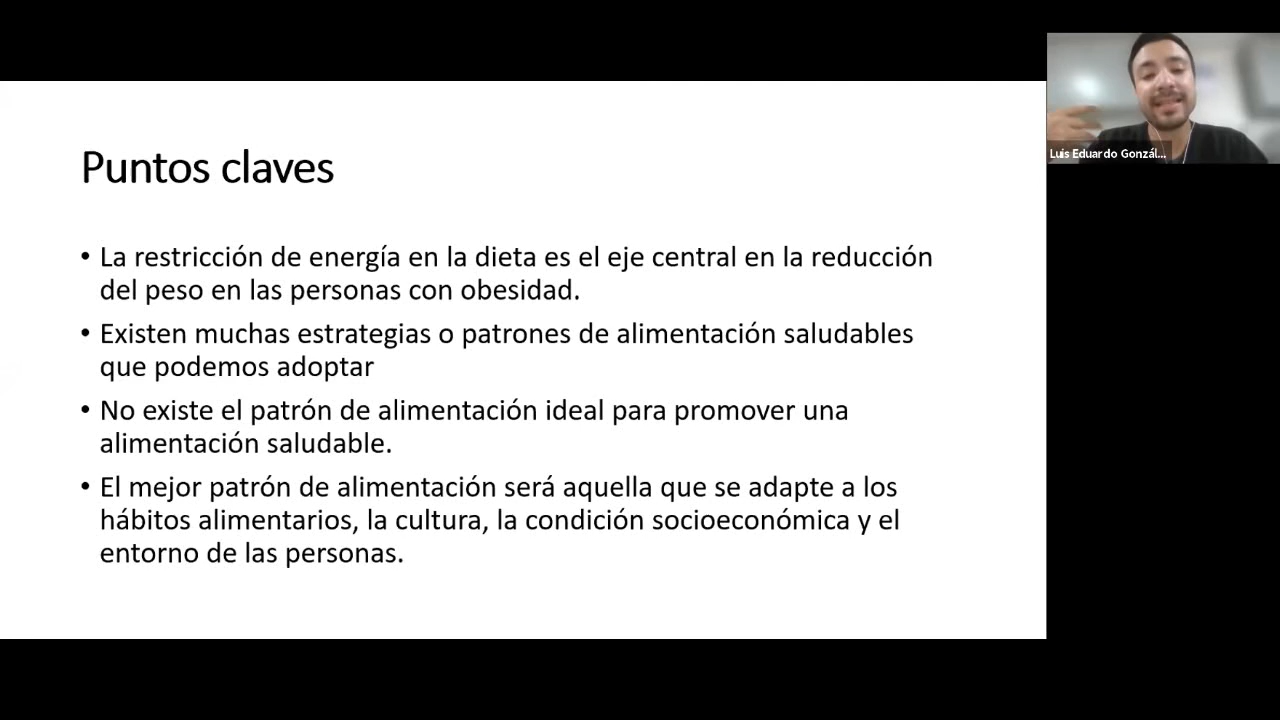 Puntos claves
• La restricción de energía en la dieta es el eje central en la reducción
del peso en las personas con obesidad.
• Existen muchas estrategias o patrones de alimentación saludables
que podemos adoptar
• No existe el patrón de alimentación ideal para promover una
alimentación saludable.
• El mejor patrón de alimentación será aquella que se adapte a los
hábitos alimentarios, la cultura, la condición socioeconómica y el
entorno de las personas.
Luis Eduardo Gonzál...